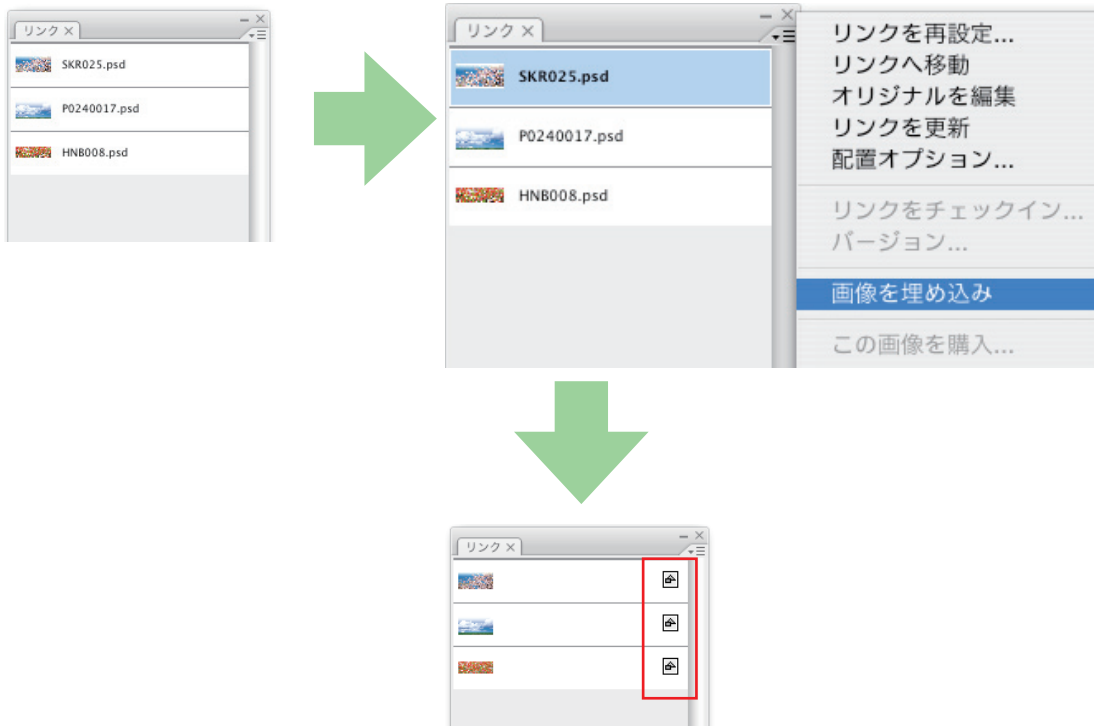 リンク ×
SKR025.psd
P0240017.psd
HNB008.psd
リンク ×
SKR025.psd
P0240017.psd
HNB008.psd
リンクを再設定...
リンクへ移動
オリジナルを編集
リンクを更新
配置オプション...
リンクをチェックイン...
バージョン...
画像を埋め込み
この画像を購入...
リンク ×